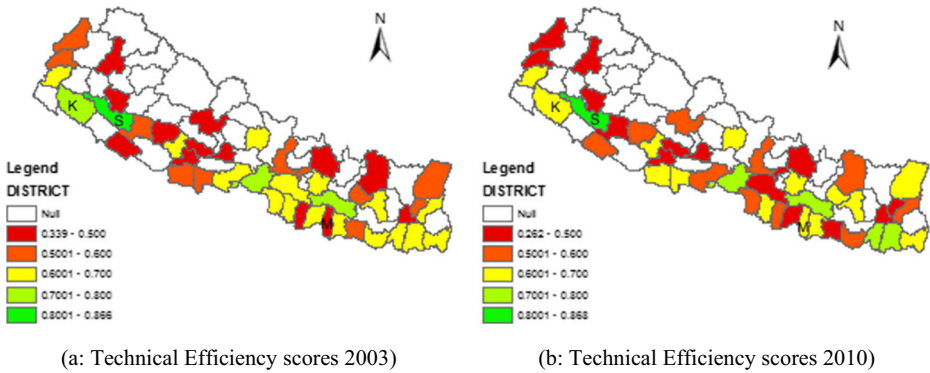 N
K
S
M
Legend
DISTRICT
Null
0.339 - 0.500
0.5001 - 0.600
0.6001 - 0.700
0.7001 - 0.800
0.8001 - 0.866
(a: Technical Efficiency scores 2003)
N
K
S
M
Legend
DISTRICT
Null
0.262 - 0.500
0.5001 - 0.600
0.6001 - 0.700
0.7001 - 0.800
0.8001 - 0.868
(b: Technical Efficiency scores 2010)